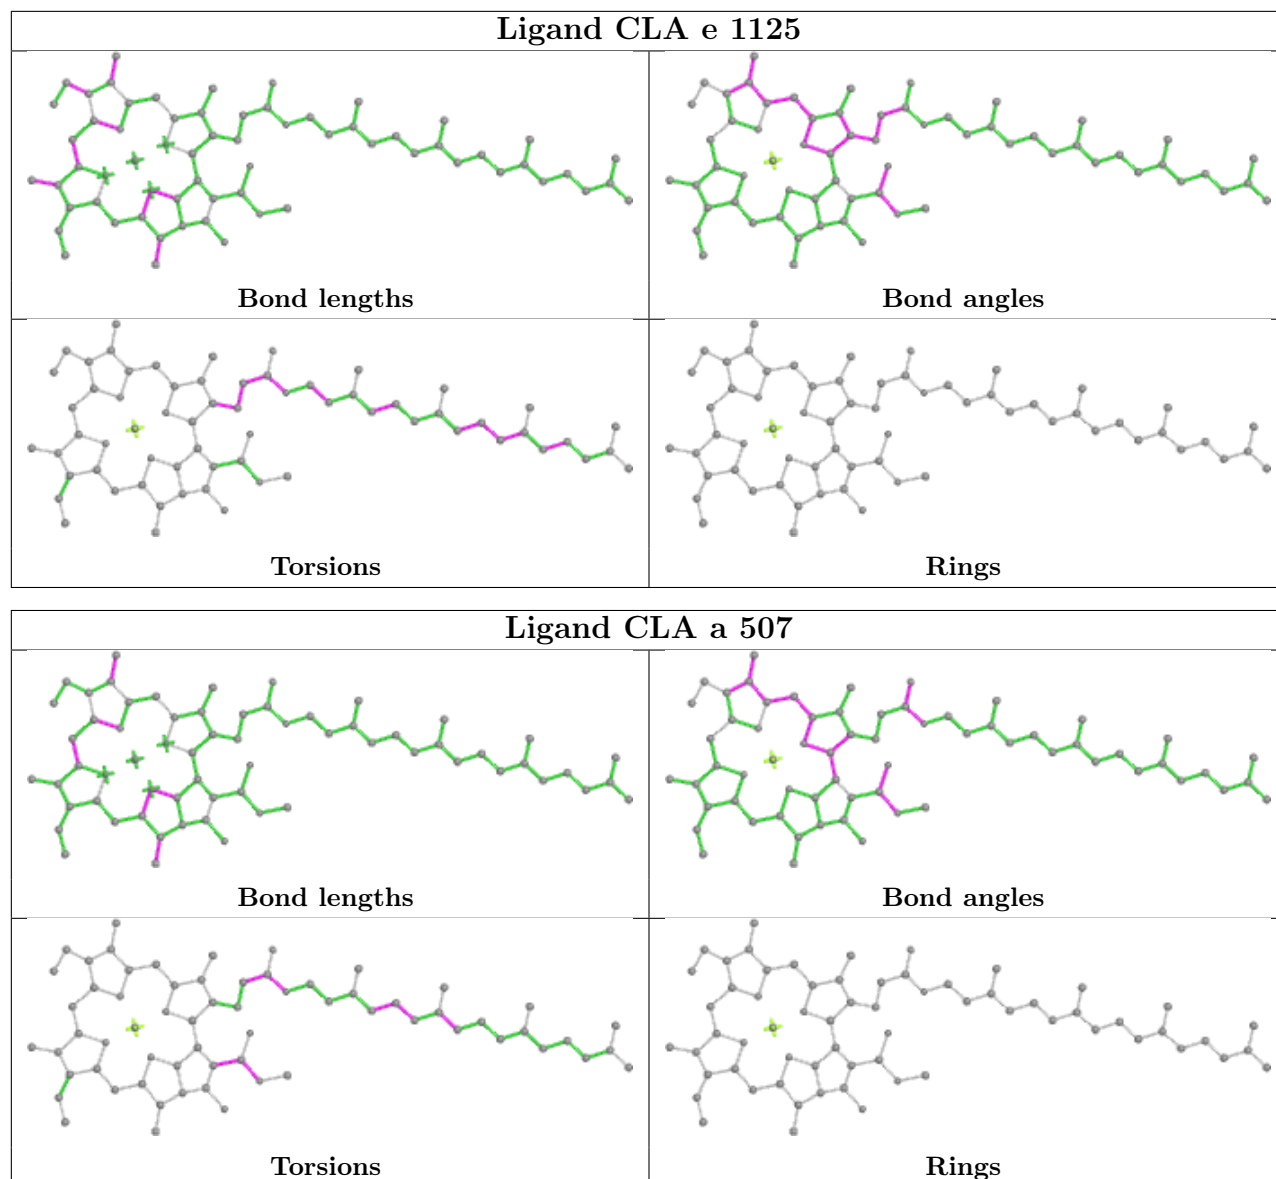 Ligand CLA e 1125
Bond lengths
Bond angles
Torsions
Rings
Ligand CLA a 507
Bond lengths
Bond angles
Torsions
Rings